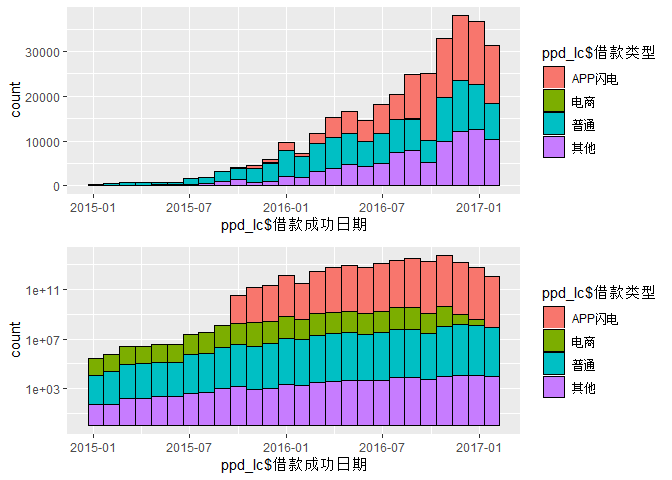 30000
20000
10000
0
count
2015-01 2015-07 2016-01 2016-07 2017-01
ppd_lc$借款成功日期
ppd_lc$借款类型
APP闪电
电商
普通
其他
1e+11
1e+07
1e+03
count
2015-01 2015-07 2016-01 2016-07 2017-01
ppd_lc$借款成功日期
ppd_lc$借款类型
APP闪电
电商
普通
其他